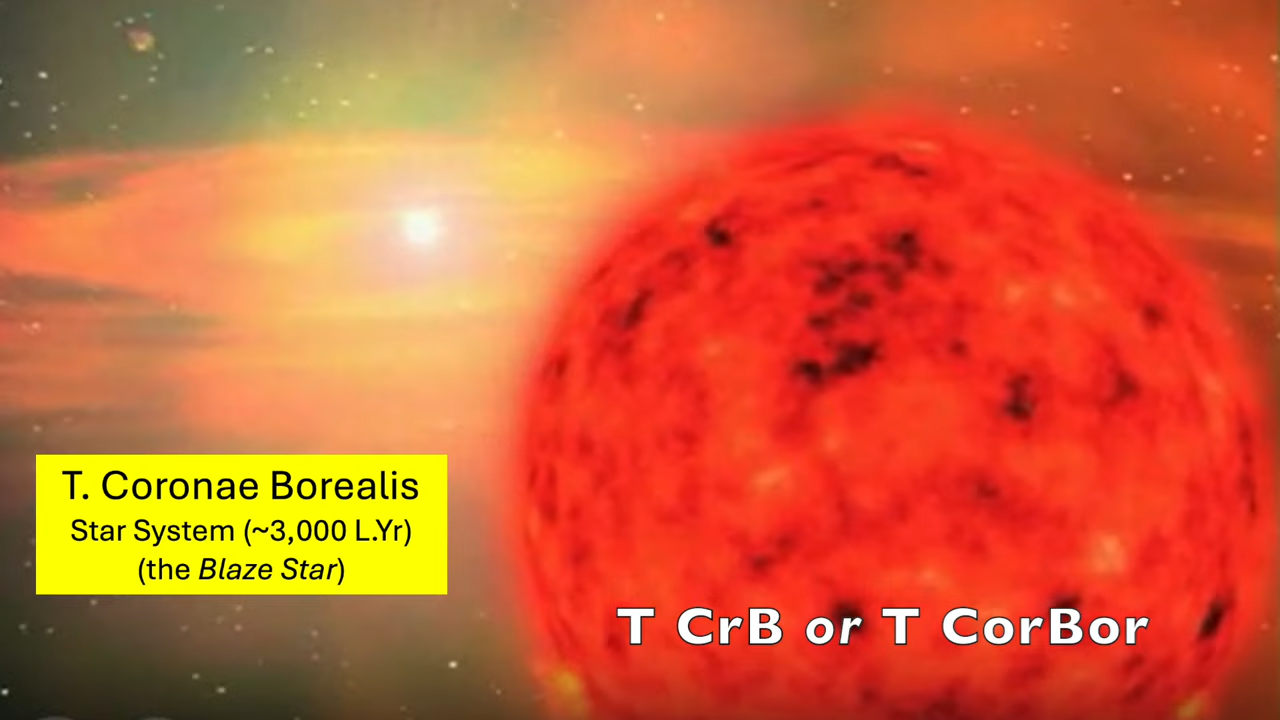 T. Coronae Borealis
Star System (~3,000 L.Yr)
(the Blaze Star)
T CrB or T CorBor